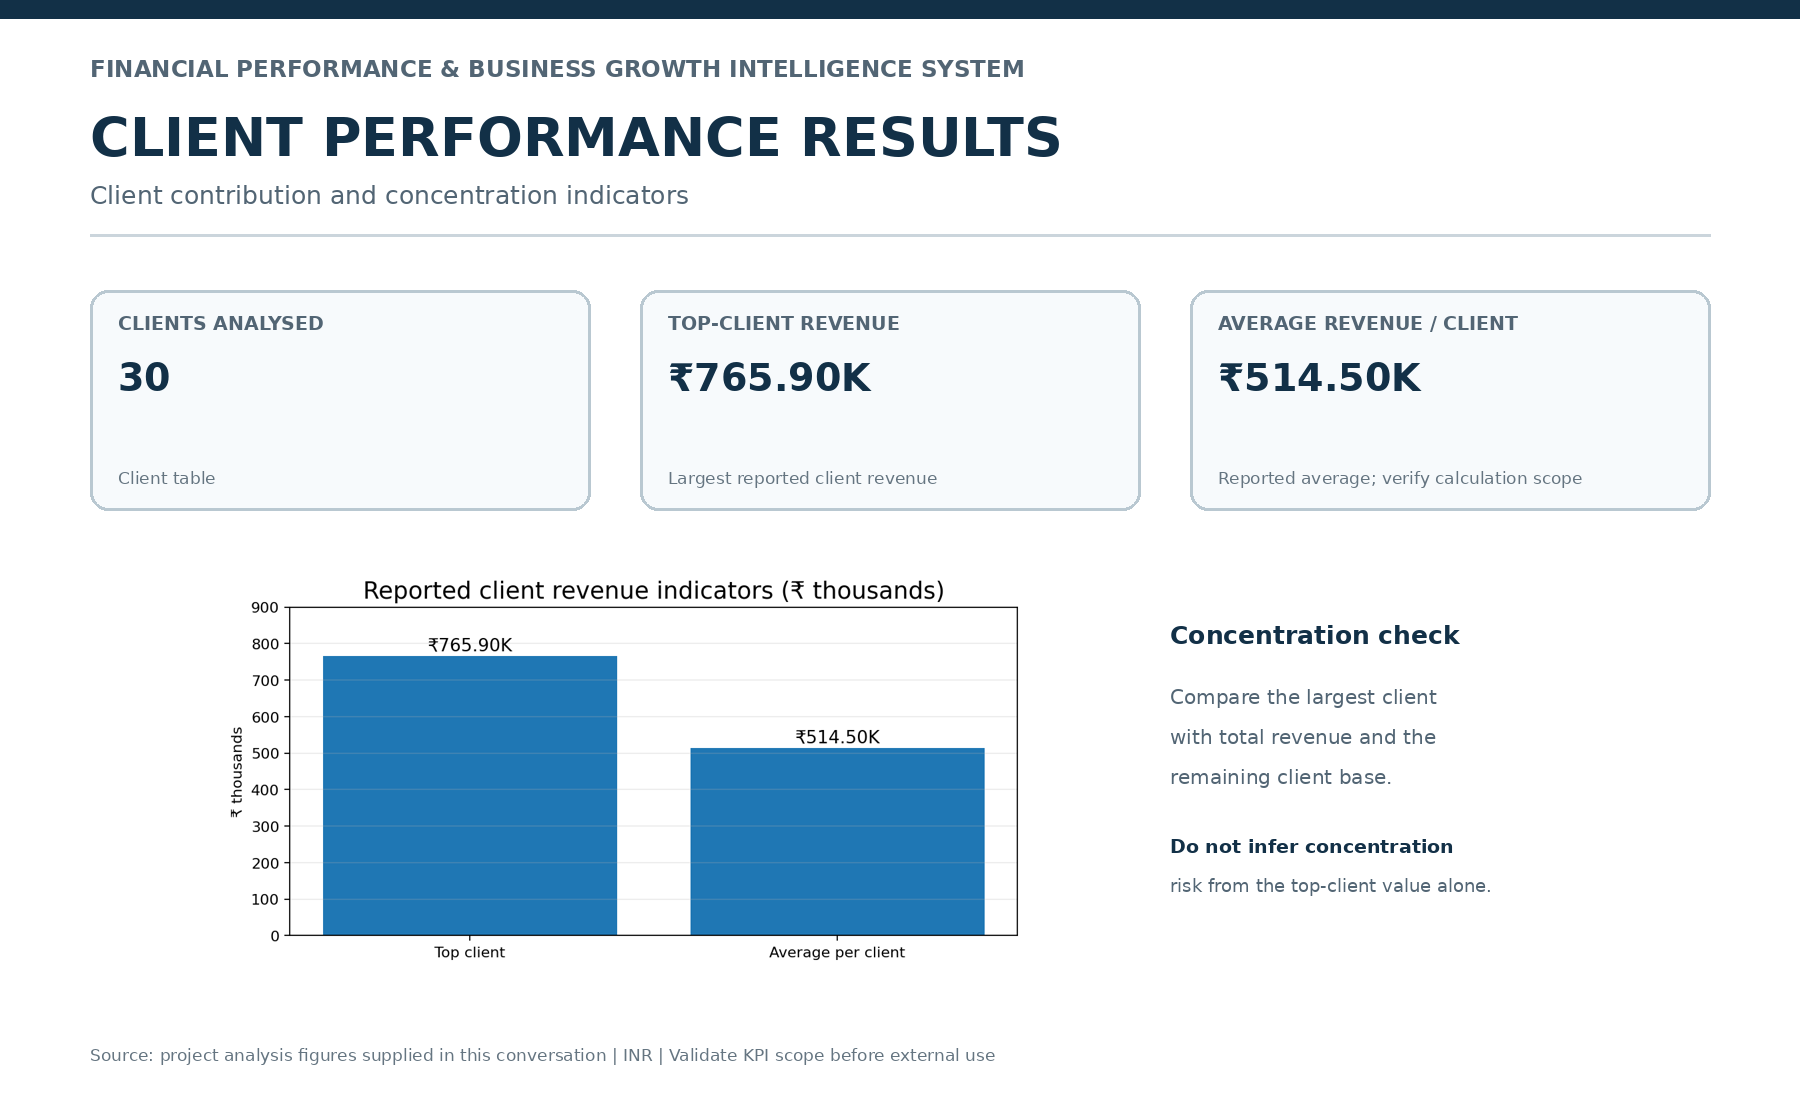 FINANCIAL PERFORMANCE & BUSINESS GROWTH INTELLIGENCE SYSTEM
CLIENT PERFORMANCE RESULTS
Client contribution and concentration indicators
CLIENTS ANALYSED
30
Client table
TOP-CLIENT REVENUE
₹765.90K
Largest reported client revenue
AVERAGE REVENUE / CLIENT
₹514.50K
Reported average; verify calculation scope
Reported client revenue indicators (₹ thousands)
₹ thousands
900
800
700
600
500
400
300
200
100
0
₹765.90K
₹514.50K
Top client
Average per client
Concentration check
Compare the largest client
with total revenue and the
remaining client base.
Do not infer concentration
risk from the top-client value alone.
Source: project analysis figures supplied in this conversation | INR | Validate KPI scope before external use